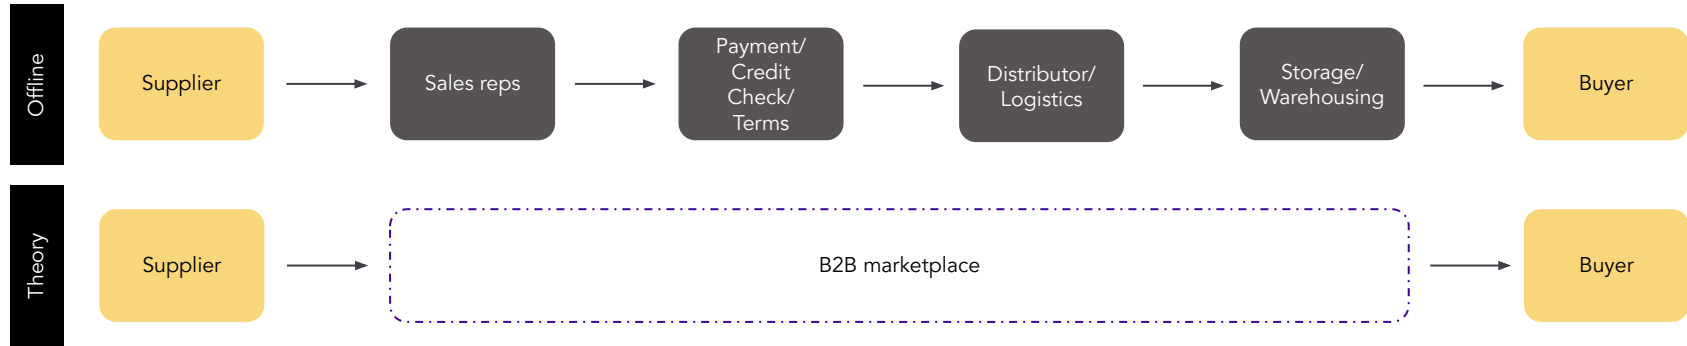 Offline
Supplier
Sales reps
Payment/
Credit
Check/
Terms
Distributor/
Logistics
Storage/
Warehousing
Buyer
Theory
Supplier
B2B marketplace
Buyer